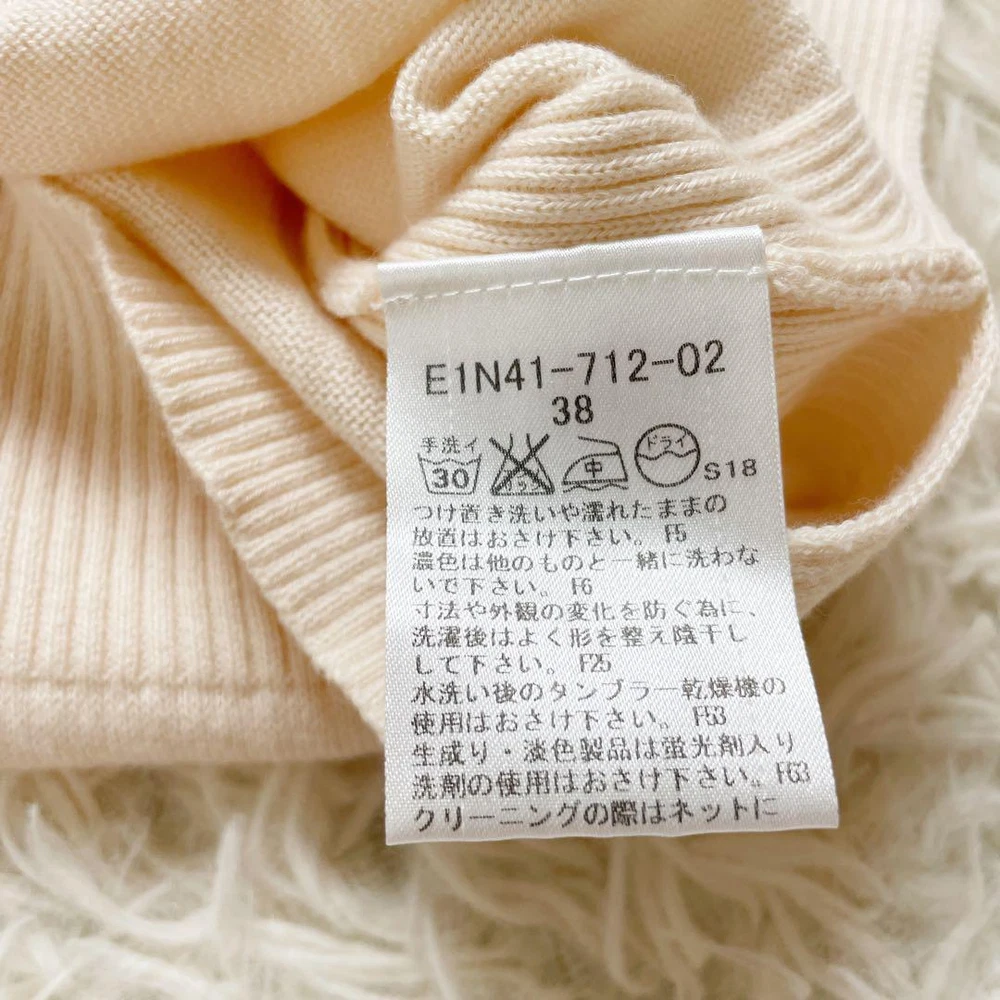 E1N41-712-02
38
手洗イ
30
エンソ
中
ドライ
S18
つけ直き洗いや濡れたままの
放置はおさけ下さい。F5
濃色は他のものと一緒に洗わな
いで下さい。F6
寸法や外観の変化を防ぐ為に、
洗濯後はよく形を整え陰干し
して下さい。F25
水洗い後のタンブラー乾燥機の
使用はおさけ下さい。F53
生成り・淡色製品は蛍光剤入り
洗剤の使用はおさけ下さい。F63
クリーニングの際はネットに